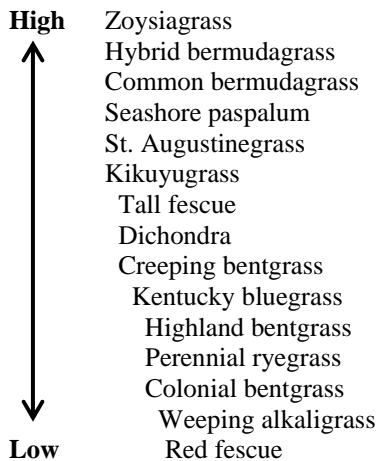 High Zoysiagrass
Hybrid bermudagrass
Common bermudagrass
Seashore paspalum
St. Augustinegrass
Kikuyugrass
Tall fescue
Dichondra
Creeping bentgrass
Kentucky bluegrass
Highland bentgrass
Perennial ryegrass
Colonial bentgrass
Weeping alkaligrass
Low Red fescue